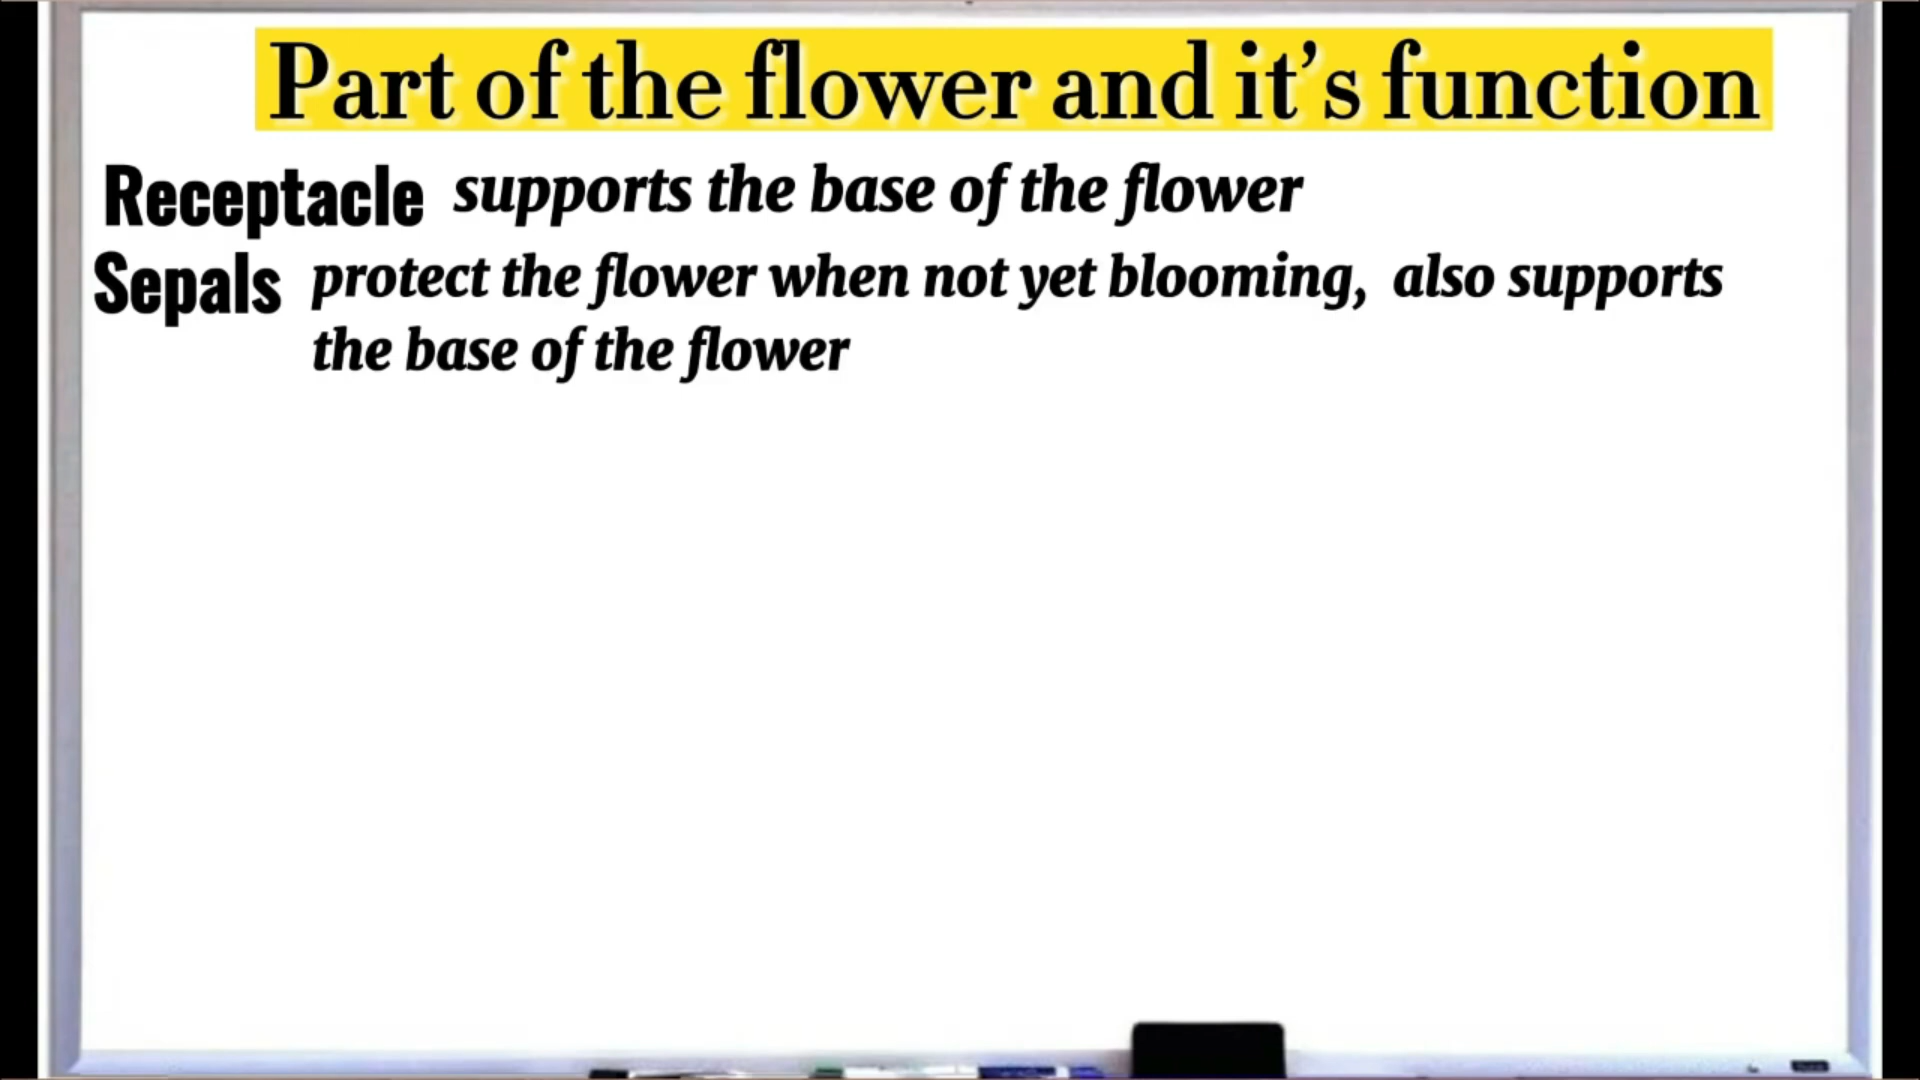 Part of the flower and it’s function
Receptacle supports the base of the flower
Sepals protect the flower when not yet blooming, also supports
the base of the flower